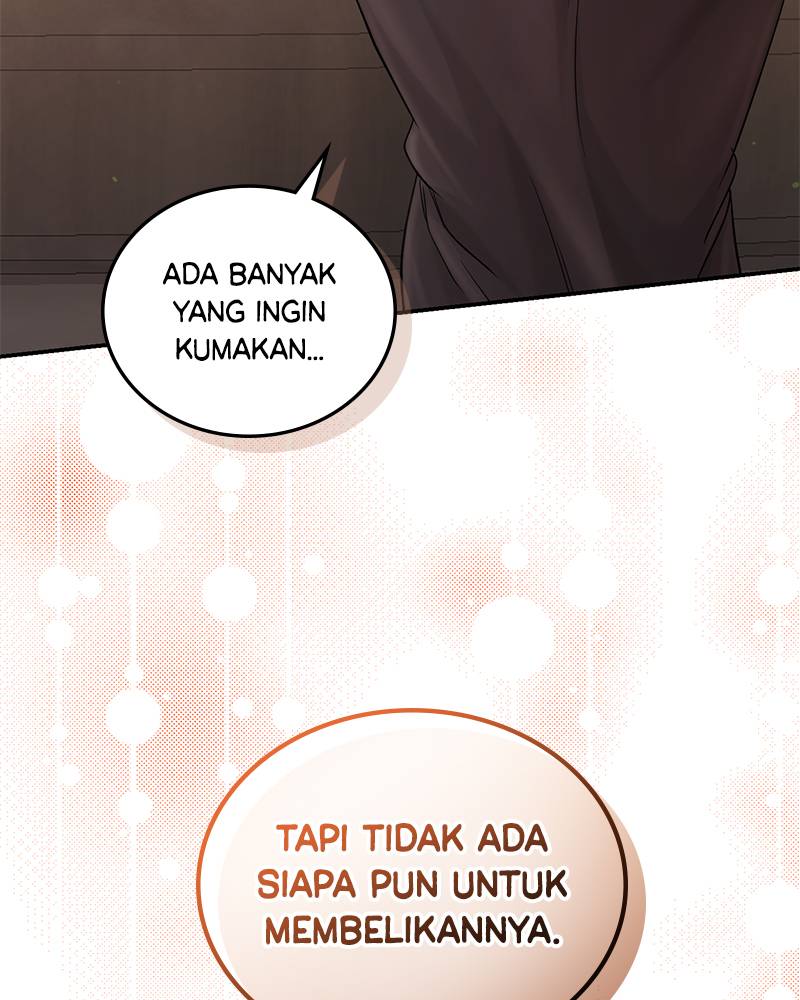 ADA BANYAK
YANG INGIN
KUMAKAN...
TAPI TIDAK ADA
SIAPA PUN UNTUK
MEMBELIKANNYA.